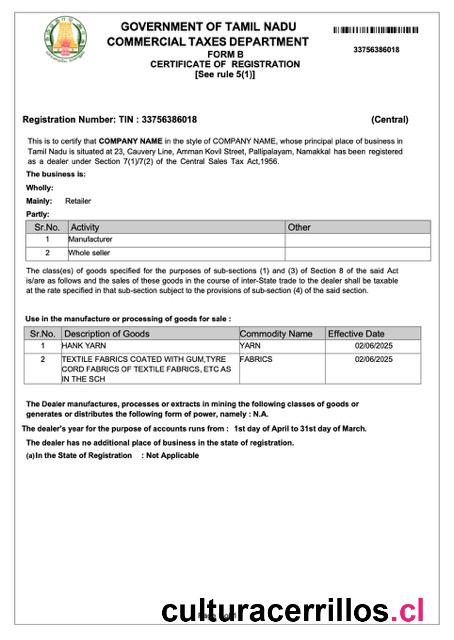 GOVERNMENT OF TAMIL NADU
COMMERCIAL TAXES DEPARTMENT
FORM B
CERTIFICATE OF REGISTRATION
[See rule 5(1)]
33756386018
Registration Number: TIN : 33756386018 (Central)
This is to certify that COMPANY NAME in the style of COMPANY NAME, whose principal place of business in
Tamil Nadu is situated at 23, Cauvery Line, Amman Kovil Street, Pallipalayam, Namakkal has been registered
as a dealer under Section 7(1)/7(2) of the Central Sales Tax Act,1956.
The business is:
Wholly:
Mainly: Retailer
Partly:
Sr.No. Activity Other
1 Manufacturer
2 Whole seller
The class(es) of goods specified for the purposes of sub-sections (1) and (3) of Section 8 of the said Act
is/are as follows and the sales of these goods in the course of inter-State trade to the dealer shall be taxable
at the rate specified in that sub-section subject to the provisions of sub-section (4) of the said section.
Use in the manufacture or processing of goods for sale :
Sr.No. Description of Goods Commodity Name Effective Date
1 HANK YARN YARN 02/06/2025
2 TEXTILE FABRICS COATED WITH GUM,TYRE FABRICS 02/06/2025
CORD FABRICS OF TEXTILE FABRICS, ETC AS
IN THE SCH
The Dealer manufactures, processes or extracts in mining the following classes of goods or
generates or distributes the following form of power, namely : N.A.
The dealer's year for the purpose of accounts runs from : 1st day of April to 31st day of March.
The dealer has no additional place of business in the state of registration.
(a)In the State of Registration : Not Applicable
culturacerrillos.cl